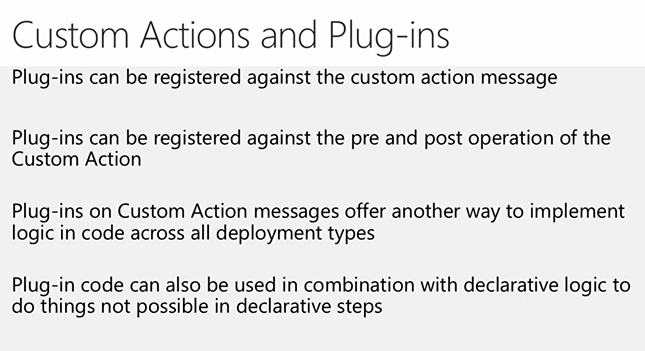 Custom Actions and Plug-ins
Plug-ins can be registered against the custom action message
Plug-ins can be registered against the pre and post operation of the
Custom Action
Plug-ins on Custom Action messages offer another way to implement
logic in code across all deployment types
Plug-in code can also be used in combination with declarative logic to
do things not possible in declarative steps